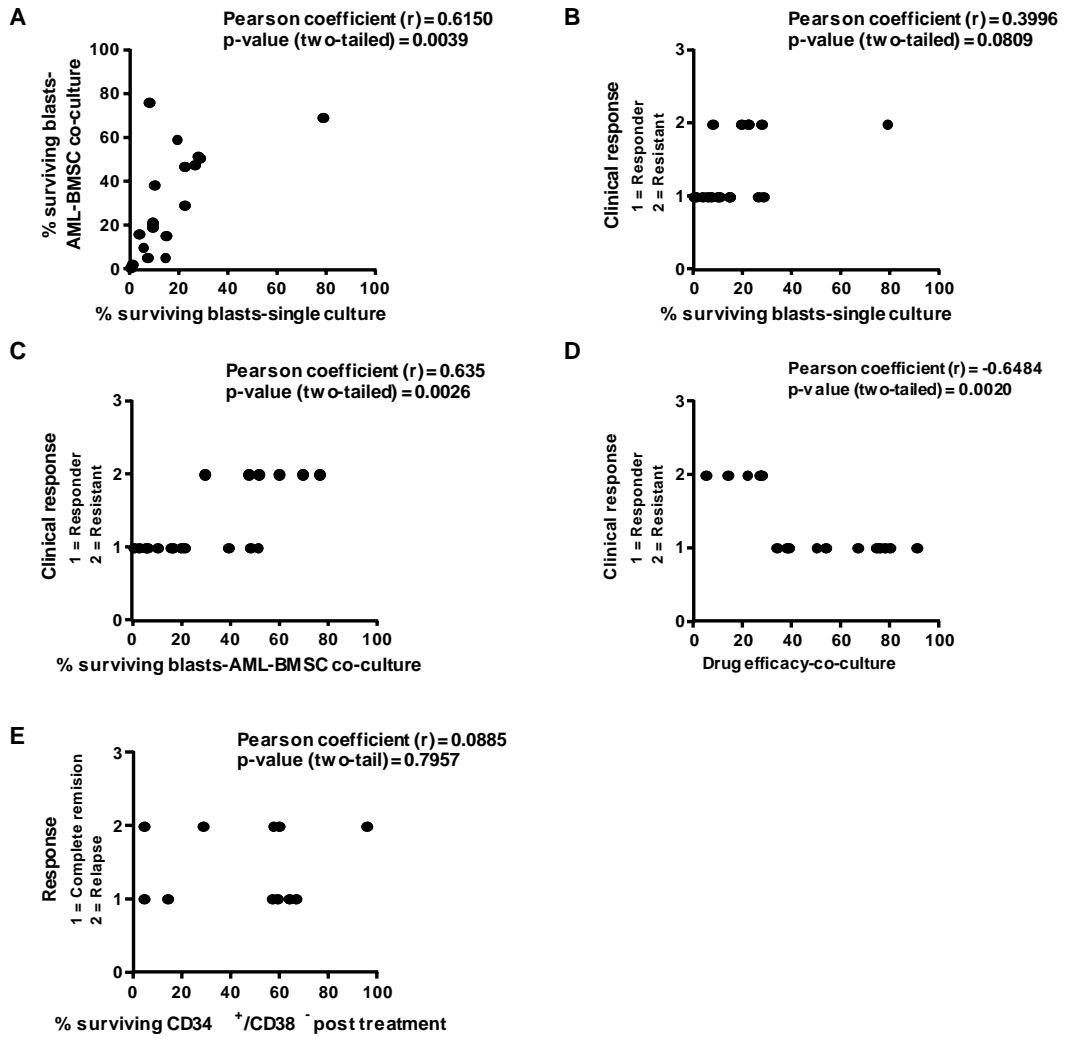 A
Pearson coefficient (r) = 0.6150
p-value (two-tailed) = 0.0039
% surviving blasts-
AML-BMSC co-culture
100
80
60
40
20
0
0 20 40 60 80 100
% surviving blasts-single culture
B
Pearson coefficient (r) = 0.3996
p-value (two-tailed) = 0.0809
Clinical response
1 = Responder
2 = Resistant
3
2
1
0
0 20 40 60 80 100
% surviving blasts-single culture
C
Pearson coefficient (r) = 0.635
p-value (two-tailed) = 0.0026
Clinical response
1 = Responder
2 = Resistant
3
2
1
0
0 20 40 60 80 100
% surviving blasts-AML-BMSC co-culture
D
Pearson coefficient (r) = -0.6484
p-value (two-tailed) = 0.0020
Clinical response
1 = Responder
2 = Resistant
3
2
1
0
0 20 40 60 80 100
Drug efficacy-co-culture
E
Pearson coefficient (r) = 0.0885
p-value (two-tail) = 0.7957
Response
1 = Complete remision
2 = Relapse
3
2
1
0
0 20 40 60 80 100
% surviving CD34 +/CD38 - post treatment